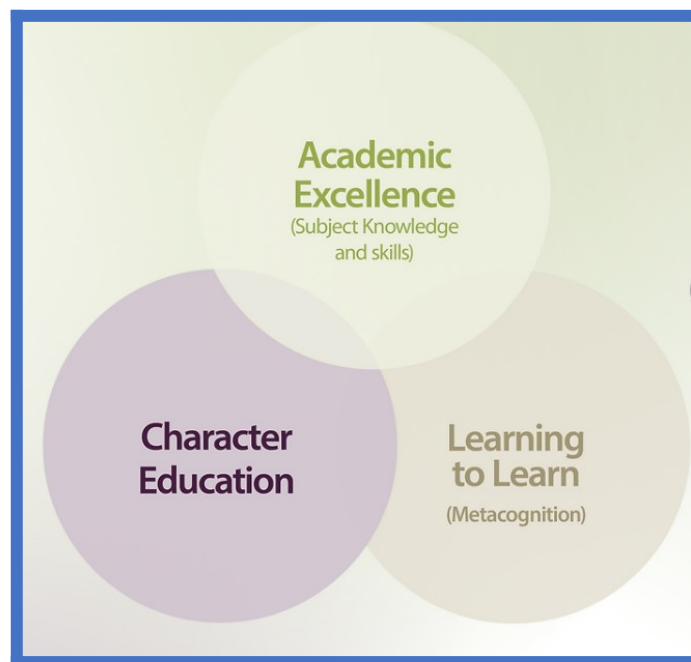 Academic
Excellence
(Subject Knowledge
and skills)
Character
Education
Learning
to Learn
(Metacognition)